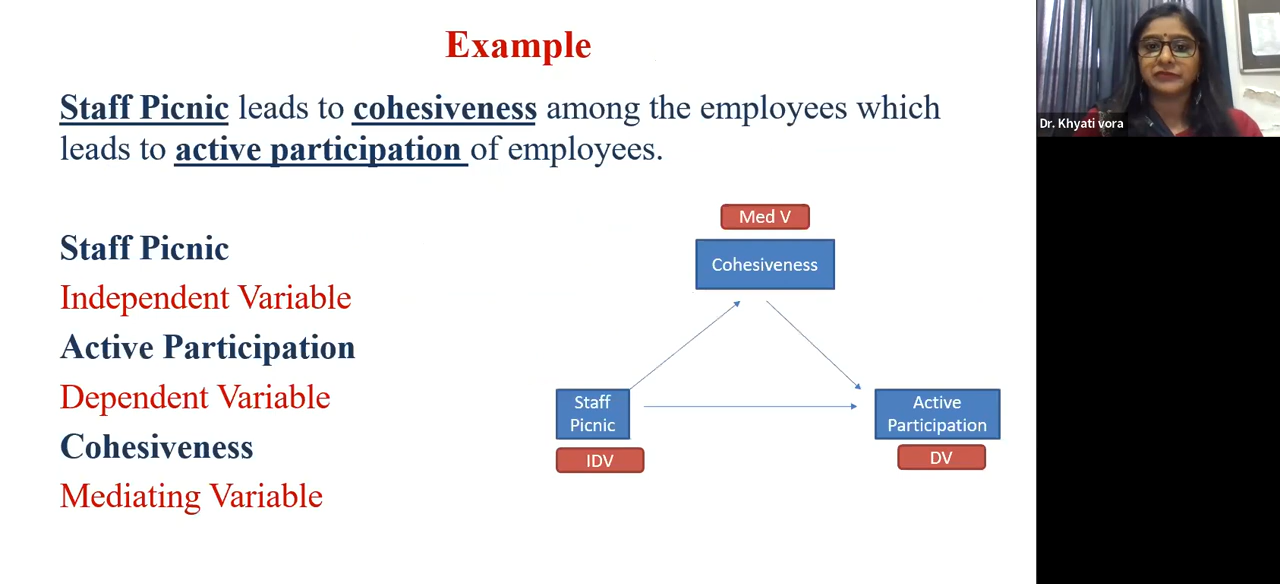 Example
Staff Picnic leads to cohesiveness among the employees which
leads to active participation of employees.
Staff Picnic
Independent Variable
Active Participation
Dependent Variable
Cohesiveness
Mediating Variable
Med V
Cohesiveness
Staff
Picnic
IDV
Active
Participation
DV
Dr. Khyati vora